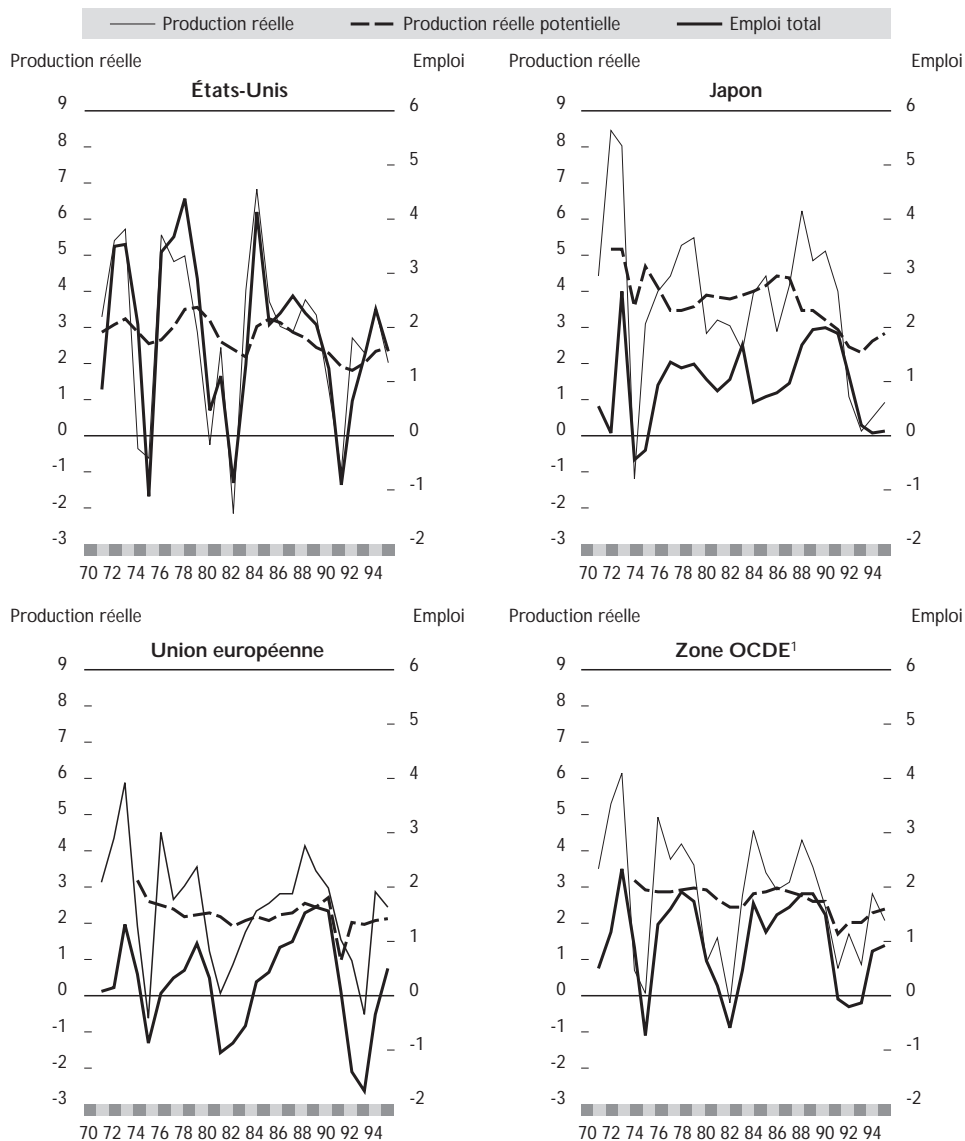 Production réelle Production réelle potentielle Emploi total
Production réelle Emploi Production réelle Emploi
États-Unis Japon
9 6 9 6
8 5 8 5
7 7
6 4 6 4
5 3 5 3
4 4
3 2 3 2
2 1 2 1
1 1
0 0 0 0
-1 -1 -1 -1
-2 -2
-3 -2 -3 -2
70 72 74 76 78 80 82 84 86 88 90 92 94 70 72 74 76 78 80 82 84 86 88 90 92 94
Production réelle Emploi Production réelle Emploi
Union européenne Zone OCDE¹
9 6 9 6
8 5 8 5
7 7
6 4 6 4
5 3 5 3
4 4
3 2 3 2
2 1 2 1
1 1
0 0 0 0
-1 -1 -1 -1
-2 -2
-3 -2 -3 -2
70 72 74 76 78 80 82 84 86 88 90 92 94 70 72 74 76 78 80 82 84 86 88 90 92 94